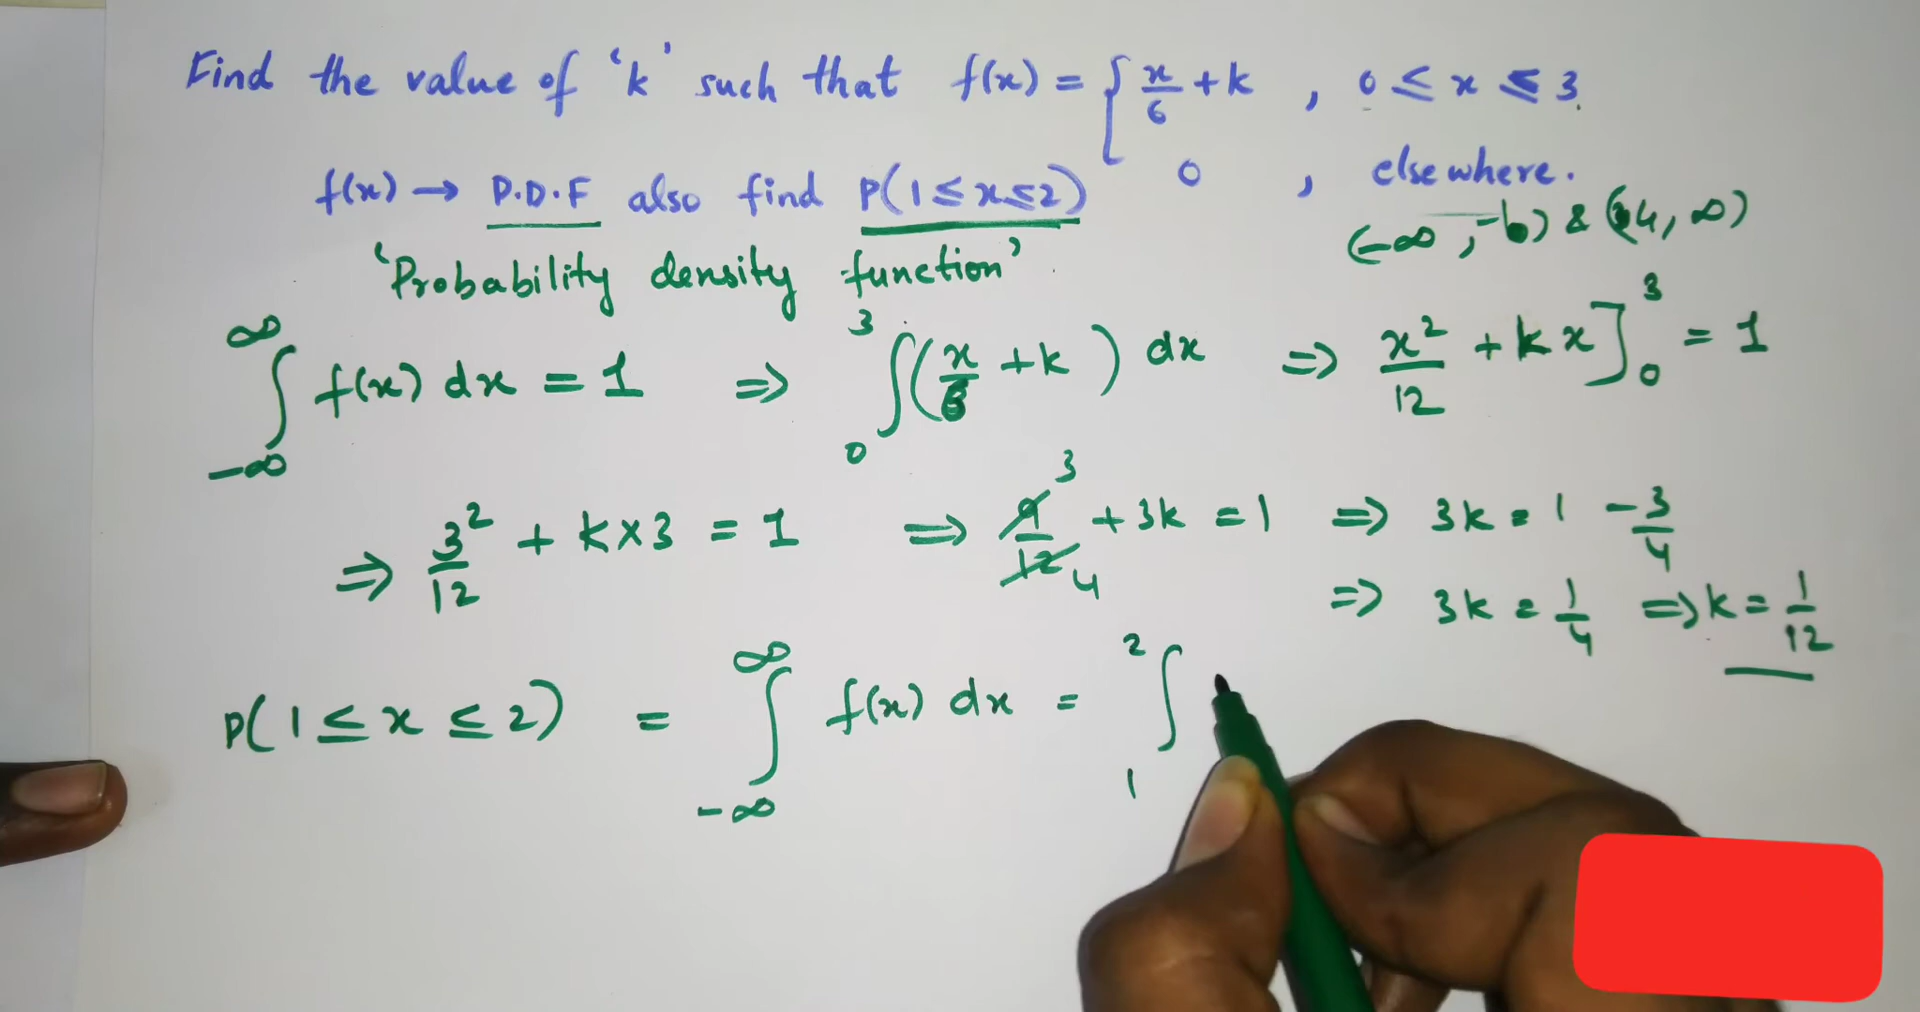 Find the value of 'k' such that f(x) = { x/6 + k , 0 ≤ x ≤ 3
0 , elsewhere.
f(x) → P.D.F also find P(1 ≤ x ≤ 2)
(-∞, -b) & (4, ∞)
'Probability density function'
∫_{-∞}^{∞} f(x) dx = 1 ⇒ ∫_0^3 (x/6 + k) dx ⇒ x²/12 + kx]_0^3 = 1
⇒ 3²/12 + k×3 = 1 ⇒ 9/12 3/4 + 3k = 1 ⇒ 3k = 1 - 3/4
⇒ 3k = 1/4 ⇒ k = 1/12
P(1 ≤ x ≤ 2) = ∫_{-∞}^{∞} f(x) dx = ∫_1^2